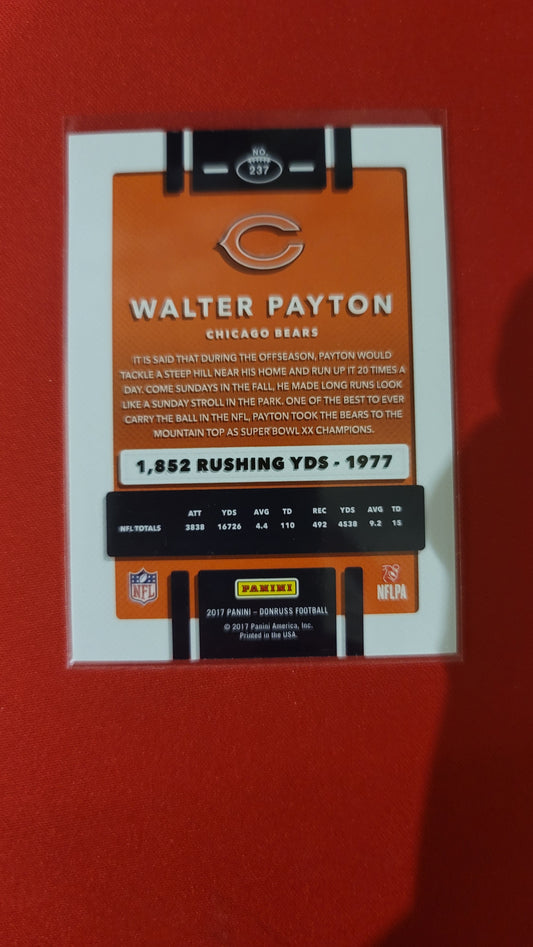 NO.
237
WALTER PAYTON
CHICAGO BEARS
IT IS SAID THAT DURING THE OFFSEASON, PAYTON WOULD
TACKLE A STEEP HILL NEAR HIS HOME AND RUN UP IT 20 TIMES A
DAY. COME SUNDAYS IN THE FALL, HE MADE LONG RUNS LOOK
LIKE A SUNDAY STROLL IN THE PARK. ONE OF THE BEST TO EVER
CARRY THE BALL IN THE NFL, PAYTON TOOK THE BEARS TO THE
MOUNTAIN TOP AS SUPER BOWL XX CHAMPIONS.
1,852 RUSHING YDS - 1977
ATT YDS AVG TD REC YDS AVG TD
NFL TOTALS 3838 16726 4.4 110 492 4538 9.2 15
NFL
PANINI
NFLPA
2017 PANINI – DONRUSS FOOTBALL
© 2017 Panini America, Inc.
Printed in the USA.